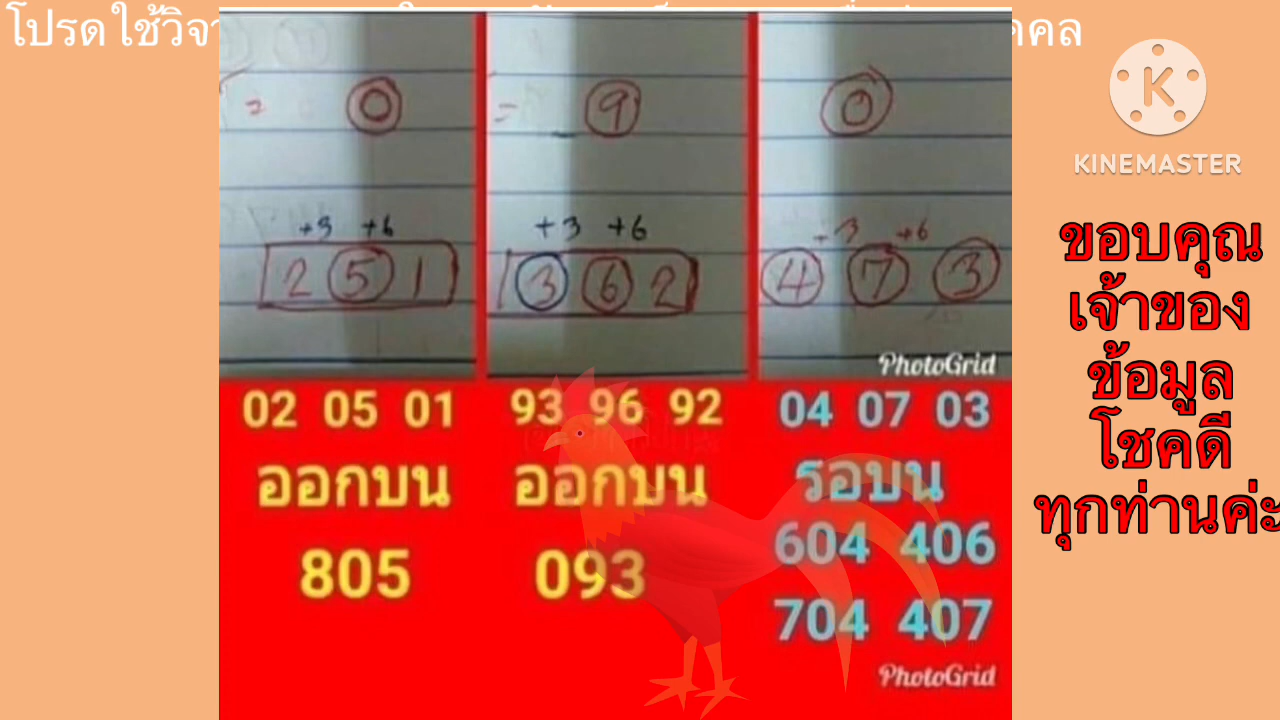 โปรดใช้วิจา
คคล
KINEMASTER
= 0
= 9
0
+3 +6
2 5 1
+3 +6
3 6 2
+3 +6
4 7 3
PhotoGrid
02 05 01
ออกบน
805
93 96 92
ออกบน
093
04 07 03
รอบน
604 406
704 407
PhotoGrid
ขอบคุณ
เจ้าของ
ข้อมูล
โชคดี
ทุกท่านค่ะ